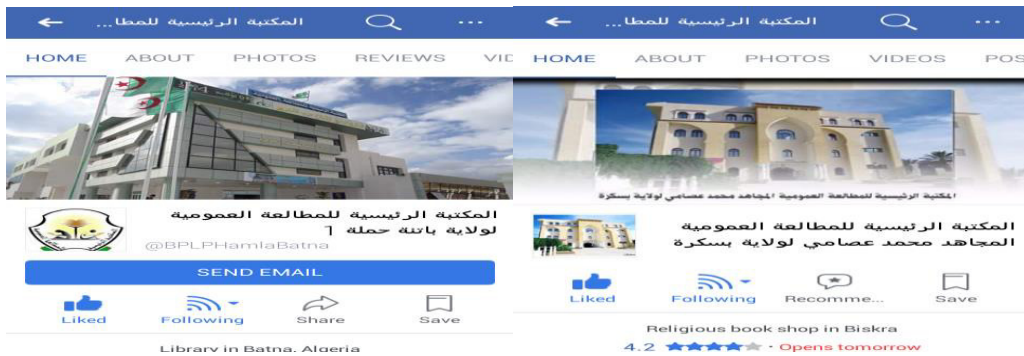 المكتبة الرئيسية للمطا...
HOME ABOUT PHOTOS REVIEWS VID
المكتبة الرئيسية للمطالعة العمومية
لولاية باتنة حملة 1
@BPLPHamlaBatna
SEND EMAIL
Liked Following Share Save
Library in Batna, Algeria
المكتبة الرئيسية للمطا...
HOME ABOUT PHOTOS VIDEOS POS
المكتبة الرئيسية للمطالعة العمومية المجاهد محمد عصامي لولاية بسكرة
المكتبة الرئيسية للمطالعة العمومية
المجاهد محمد عصامي لولاية بسكرة
Liked Following Recomme... Save
Religious book shop in Biskra
4.2 · Opens tomorrow